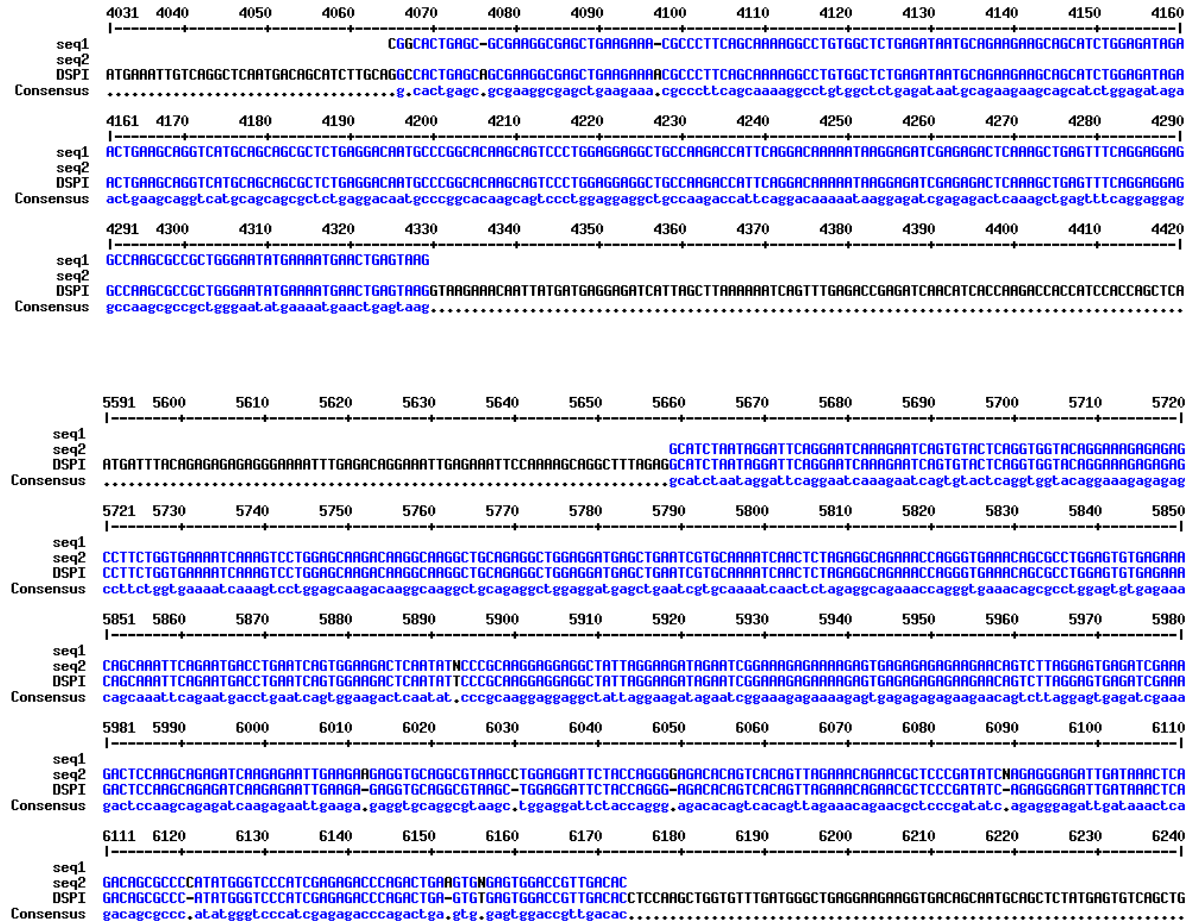 4031 4040 4050 4060 4070 4080 4090 4100 4110 4120 4130 4140 4150 4160
|--------+---------+---------+---------+---------+---------+---------+---------+---------+---------+---------+---------+---------|
seq1 CGGCACTGAGC-GCGAAGGCGAGCTGAAGAAA-CGCCCTTCAGCAAAAGGCCTGTGGCTCTGAGATAATGCAGAAGAAGCAGCATCTGGAGATAGA
seq2
DSPI ATGAAATTGTCAGGCTCAATGACAGCATCTTGCAGGCCACTGAGCAGCGAAGGCGAGCTGAAGAAAACGCCCTTCAGCAAAAGGCCTGTGGCTCTGAGATAATGCAGAAGAAGCAGCATCTGGAGATAGA
Consensus ..................................g.cactgagc.gcgaaggcgagctgaagaaa.cgcccttcagcaaaaggcctgtggctctgagataatgcagaagaagcagcatctggagataga
4161 4170 4180 4190 4200 4210 4220 4230 4240 4250 4260 4270 4280 4290
|--------+---------+---------+---------+---------+---------+---------+---------+---------+---------+---------+---------+---------|
seq1 ACTGAAGCAGGTCATGCAGCAGCGCTCTGAGGACAATGCCCGGCACAAGCAGTCCCTGGAGGAGGCTGCCAAGACCATTCAGGACAAAAATAAGGAGATCGAGAGACTCAAAGCTGAGTTTCAGGAGGAG
seq2
DSPI ACTGAAGCAGGTCATGCAGCAGCGCTCTGAGGACAATGCCCGGCACAAGCAGTCCCTGGAGGAGGCTGCCAAGACCATTCAGGACAAAAATAAGGAGATCGAGAGACTCAAAGCTGAGTTTCAGGAGGAG
Consensus actgaagcaggtcatgcagcagcgctctgaggacaatgcccggcacaagcagtccctggaggaggctgccaagaccattcaggacaaaaataaggagatcgagagactcaaagctgagtttcaggaggag
4291 4300 4310 4320 4330 4340 4350 4360 4370 4380 4390 4400 4410 4420
|--------+---------+---------+---------+---------+---------+---------+---------+---------+---------+---------+---------+---------|
seq1 GCCAAGCGCCGCTGGGAATATGAAAATGAACTGAGTAAG
seq2
DSPI GCCAAGCGCCGCTGGGAATATGAAAATGAACTGAGTAAGGTAAGAAACAATTATGATGAGGAGATCATTAGCTTAAAAAATCAGTTTGAGACCGAGATCAACATCACCAAGACCACCATCCACCAGCTCA
Consensus gccaagcgccgctgggaatatgaaaatgaactgagtaag...........................................................................................
5591 5600 5610 5620 5630 5640 5650 5660 5670 5680 5690 5700 5710 5720
|--------+---------+---------+---------+---------+---------+---------+---------+---------+---------+---------+---------+---------|
seq1
seq2 GCATCTAATAGGATTCAGGAATCAAAGAATCAGTGTACTCAGGTGGTACAGGAAAGAGAGAG
DSPI ATGATTTACAGAGAGAGAGAGGGAAAATTTGAGACAGGAAATTGAGAAATTCCAAAAGCAGGCTTTAGAGGCATCTAATAGGATTCAGGAATCAAAGAATCAGTGTACTCAGGTGGTACAGGAAAGAGAGAG
Consensus ....................................................................gcatctaataggattcaggaatcaaagaatcagtgtactcaggtggtacaggaaagagagag
5721 5730 5740 5750 5760 5770 5780 5790 5800 5810 5820 5830 5840 5850
|--------+---------+---------+---------+---------+---------+---------+---------+---------+---------+---------+---------+---------|
seq1
seq2 CCTTCTGGTGAAAATCAAAGTCCTGGAGCAAGACAAGGCAAGGCTGCAGAGGCTGGAGGATGAGCTGAATCGTGCAAAATCAACTCTAGAGGCAGAAACCAGGGTGAAACAGCGCCTGGAGTGTGAGAAA
DSPI CCTTCTGGTGAAAATCAAAGTCCTGGAGCAAGACAAGGCAAGGCTGCAGAGGCTGGAGGATGAGCTGAATCGTGCAAAATCAACTCTAGAGGCAGAAACCAGGGTGAAACAGCGCCTGGAGTGTGAGAAA
Consensus ccttctggtgaaaatcaaagtcctggagcaagacaaggcaaggctgcagaggctggaggatgagctgaatcgtgcaaaatcaactctagaggcagaaaccagggtgaaacagcgcctggagtgtgagaaa
5851 5860 5870 5880 5890 5900 5910 5920 5930 5940 5950 5960 5970 5980
|--------+---------+---------+---------+---------+---------+---------+---------+---------+---------+---------+---------+---------|
seq1
seq2 CAGCAAATTCAGAATGACCTGAATCAGTGGAAGACTCAATATNCCCGCAAGGAGGAGGCTATTAGGAAGATAGAATCGGAAAGAGAAAAGAGTGAGAGAGAGAAGAACAGTCTTAGGAGTGAGATCGAAA
DSPI CAGCAAATTCAGAATGACCTGAATCAGTGGAAGACTCAATATTCCCGCAAGGAGGAGGCTATTAGGAAGATAGAATCGGAAAGAGAAAAGAGTGAGAGAGAGAAGAACAGTCTTAGGAGTGAGATCGAAA
Consensus cagcaaattcagaatgacctgaatcagtggaagactcaatat.cccgcaaggaggaggctattaggaagatagaatcggaaagagaaaagagtgagagagagaagaacagtcttaggagtgagatcgaaa
5981 5990 6000 6010 6020 6030 6040 6050 6060 6070 6080 6090 6100 6110
|--------+---------+---------+---------+---------+---------+---------+---------+---------+---------+---------+---------+---------|
seq1
seq2 GACTCCAAGCAGAGATCAAGAGAATTGAAGAAGAGGTGCAGGCGTAAGCCTGGAGGATTCTACCAGGGGAGACACAGTCACAGTTAGAAACAGAACGCTCCCGATATCNAGAGGGAGATTGATAAACTCA
DSPI GACTCCAAGCAGAGATCAAGAGAATTGAAGA-GAGGTGCAGGCGTAAGC-TGGAGGATTCTACCAGGG-AGACACAGTCACAGTTAGAAACAGAACGCTCCCGATATC-AGAGGGAGATTGATAAACTCA
Consensus gactccaagcagagatcaagagaattgaaga.gaggtgcaggcgtaagc.tggaggattctaccaggg.agacacagtcacagttagaaacagaacgctcccgatatc.agagggagattgataaactca
6111 6120 6130 6140 6150 6160 6170 6180 6190 6200 6210 6220 6230 6240
|--------+---------+---------+---------+---------+---------+---------+---------+---------+---------+---------+---------+---------|
seq1
seq2 GACAGCGCCCCATATGGGTCCCATCGAGAGACCCAGACTGAAGTGNGAGTGGACCGTTGACAC
DSPI GACAGCGCCC-ATATGGGTCCCATCGAGAGACCCAGACTGA-GTGTGAGTGGACCGTTGACACCTCCAAGCTGGTGTTTGATGGGCTGAGGAAGAAGGTGACAGCAATGCAGCTCTATGAGTGTCAGCTG
Consensus gacagcgccc.atatgggtcccatcgagagacccagactga.gtg.gagtggaccgttgacac...................................................................